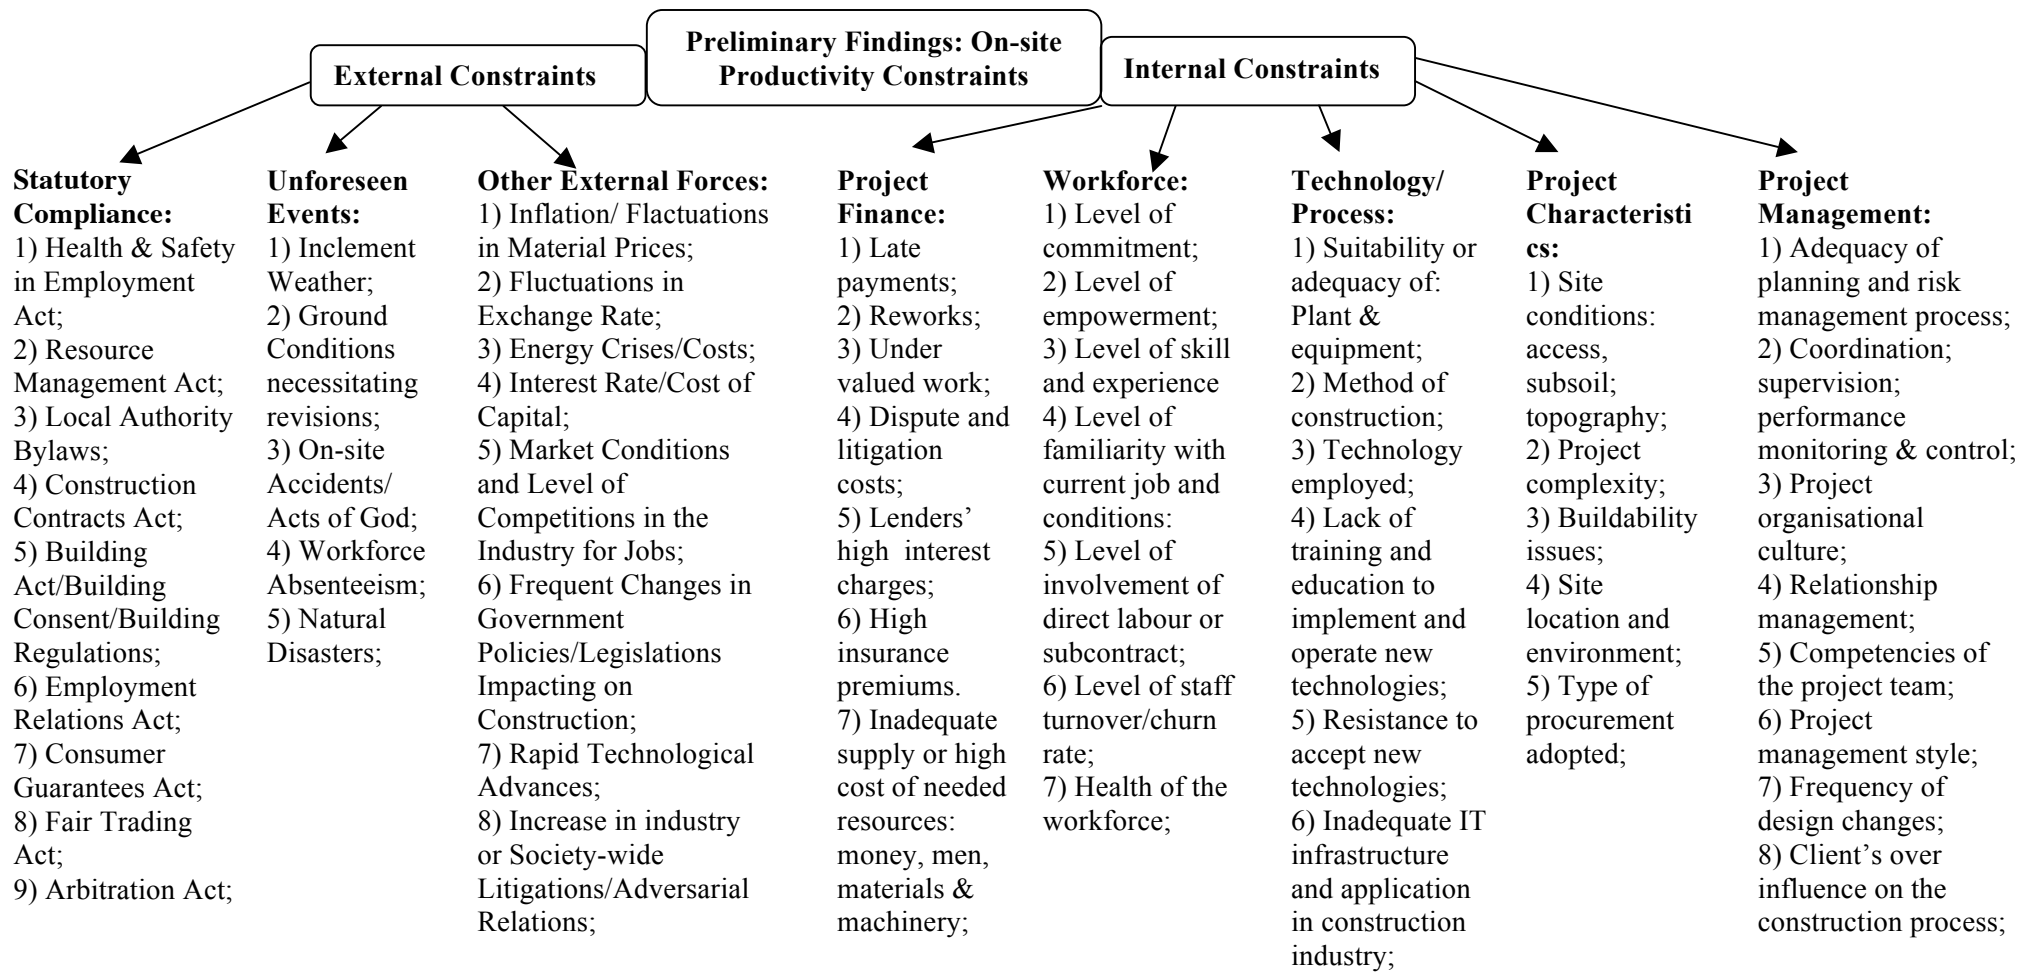 Preliminary Findings: On-site
Productivity Constraints
External Constraints
Internal Constraints
Statutory
Compliance:
1) Health & Safety
in Employment
Act;
2) Resource
Management Act;
3) Local Authority
Bylaws;
4) Construction
Contracts Act;
5) Building
Act/Building
Consent/Building
Regulations;
6) Employment
Relations Act;
7) Consumer
Guarantees Act;
8) Fair Trading
Act;
9) Arbitration Act;
Unforeseen
Events:
1) Inclement
Weather;
2) Ground
Conditions
necessitating
revisions;
3) On-site
Accidents/
Acts of God;
4) Workforce
Absenteeism;
5) Natural
Disasters;
Other External Forces:
1) Inflation/ Flactuations
in Material Prices;
2) Fluctuations in
Exchange Rate;
3) Energy Crises/Costs;
4) Interest Rate/Cost of
Capital;
5) Market Conditions
and Level of
Competitions in the
Industry for Jobs;
6) Frequent Changes in
Government
Policies/Legislations
Impacting on
Construction;
7) Rapid Technological
Advances;
8) Increase in industry
or Society-wide
Litigations/Adversarial
Relations;
Project
Finance:
1) Late
payments;
2) Reworks;
3) Under
valued work;
4) Dispute and
litigation
costs;
5) Lenders’
high  interest
charges;
6) High
insurance
premiums.
7) Inadequate
supply or high
cost of needed
resources:
money, men,
materials &
machinery;
Workforce:
1) Level of
commitment;
2) Level of
empowerment;
3) Level of skill
and experience
4) Level of
familiarity with
current job and
conditions:
5) Level of
involvement of
direct labour or
subcontract;
6) Level of staff
turnover/churn
rate;
7) Health of the
workforce;
Technology/
Process:
1) Suitability or
adequacy of:
Plant &
equipment;
2) Method of
construction;
3) Technology
employed;
4) Lack of
training and
education to
implement and
operate new
technologies;
5) Resistance to
accept new
technologies;
6) Inadequate IT
infrastructure
and application
in construction
industry;
Project
Characteristi
cs:
1) Site
conditions:
access,
subsoil;
topography;
2) Project
complexity;
3) Buildability
issues;
4) Site
location and
environment;
5) Type of
procurement
adopted;
Project
Management:
1) Adequacy of
planning and risk
management process;
2) Coordination;
supervision;
performance
monitoring & control;
3) Project
organisational
culture;
4) Relationship
management;
5) Competencies of
the project team;
6) Project
management style;
7) Frequency of
design changes;
8) Client’s over
influence on the
construction process;